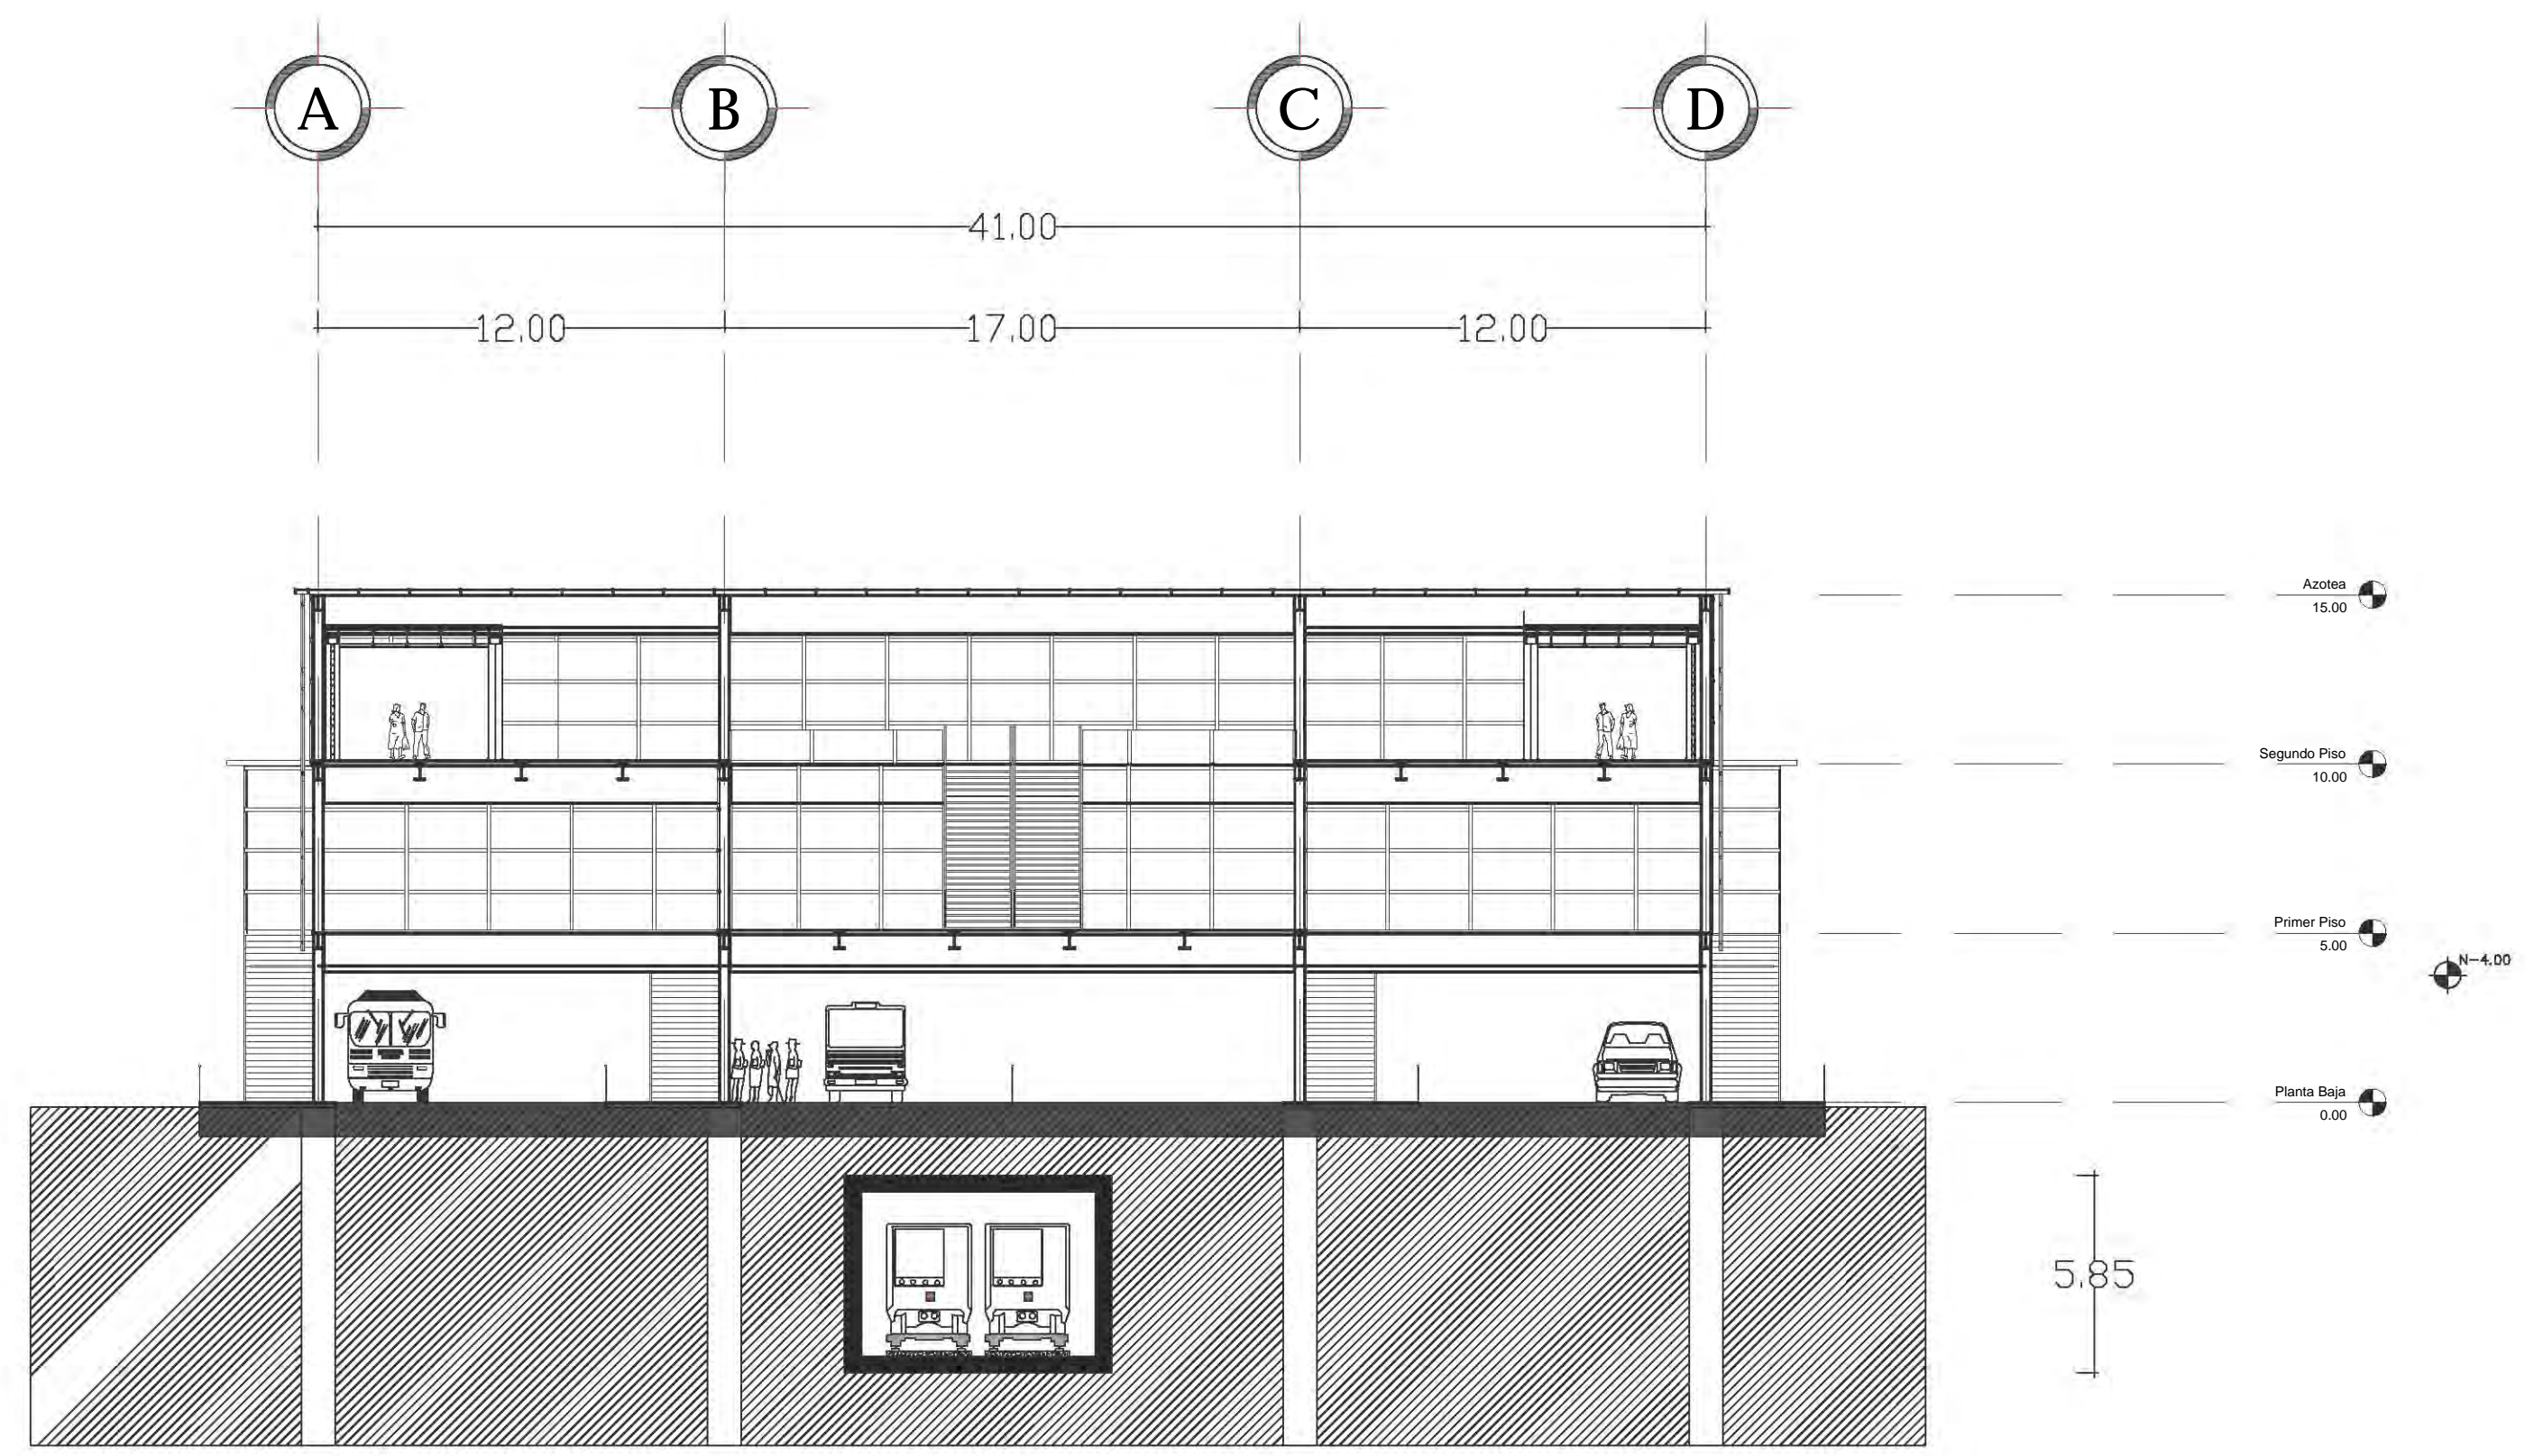 A B C D
41.00
12.00 17.00 12.00
Azotea
15.00
Segundo Piso
10.00
Primer Piso
5.00
N-4.00
Planta Baja
0.00
5.85